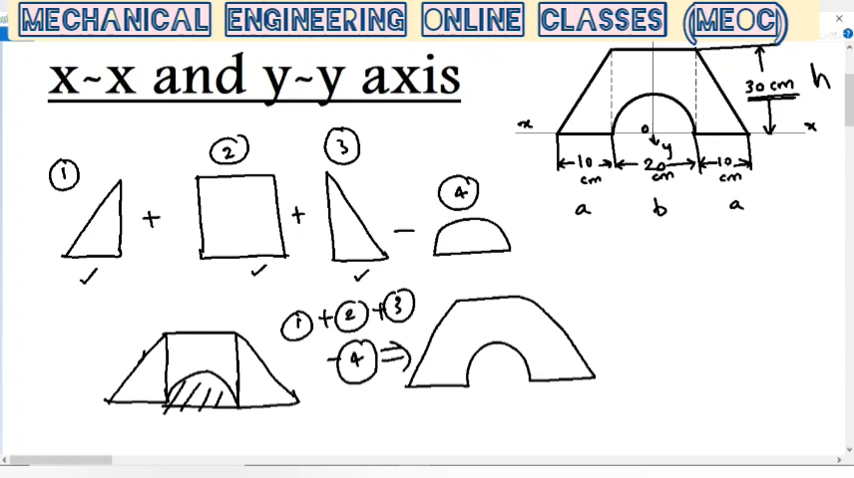 MECHANICAL ENGINEERING ONLINE CLASSES (MEOC)
x~x and y~y axis
30 cm h
x o y x
10 cm 20 cm 10 cm
a b a
1 + 2 + 3 - 4
1 + 2 + 3
- 4 ⇒